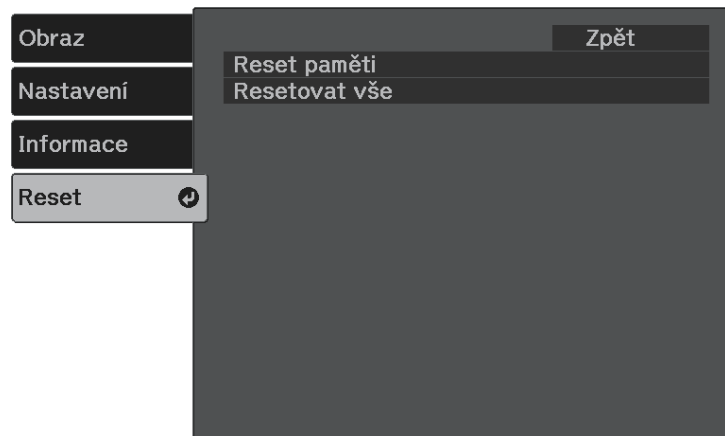 Obraz
Nastavení
Informace
Reset
Zpět
Reset paměti
Resetovat vše